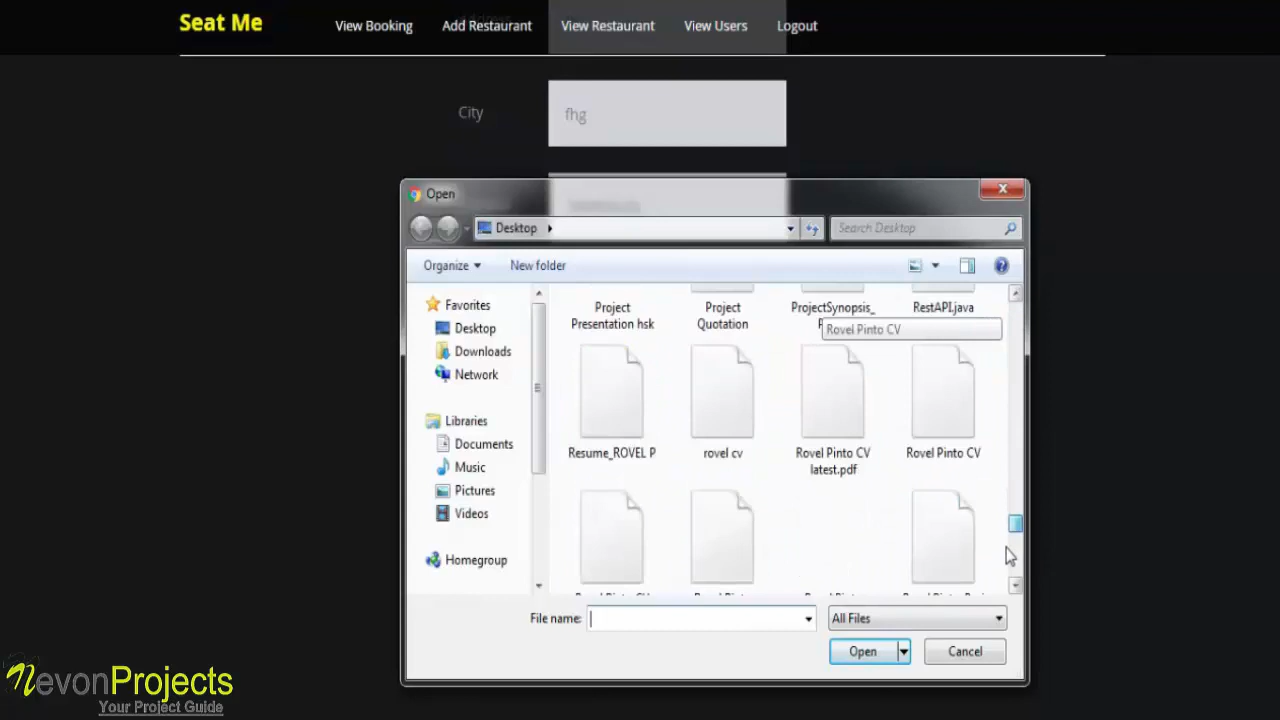 Seat Me
View Booking
Add Restaurant
View Restaurant
View Users
Logout
City
fhg
Open
Desktop
Search Desktop
Organize
New folder
Favorites
Desktop
Downloads
Network
Libraries
Documents
Music
Pictures
Videos
Homegroup
Project
Presentation hsk
Project
Quotation
ProjectSynopsis_
RestAPI.java
Rovel Pinto CV
Resume_ROVEL P
rovel cv
Rovel Pinto CV
latest.pdf
Rovel Pinto CV
File name:
All Files
Open
Cancel
NevonProjects
Your Project Guide